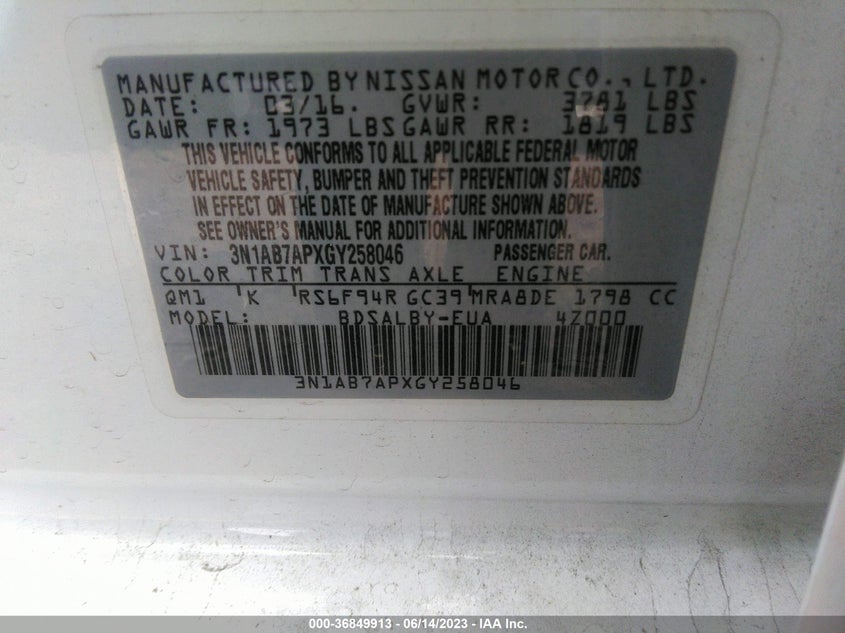 MANUFACTURED BY NISSAN MOTOR CO., LTD.
DATE: 03/16. GVWR: 3781 LBS
GAWR FR: 1973 LBS GAWR RR: 1819 LBS
THIS VEHICLE CONFORMS TO ALL APPLICABLE FEDERAL MOTOR
VEHICLE SAFETY, BUMPER AND THEFT PREVENTION STANDARDS
IN EFFECT ON THE DATE OF MANUFACTURE SHOWN ABOVE.
SEE OWNER'S MANUAL FOR ADDITIONAL INFORMATION.
VIN: 3N1AB7APXGY258046 PASSENGER CAR.
COLOR TRIM TRANS AXLE ENGINE
QM1 K RS6F94R GC39 MRA8DE 1798 CC
MODEL: BDSALBY-EUA 4Z000
3N1AB7APXGY258046
000-36849913 - 06/14/2023 - Copyright © 2023 IAA, Inc.